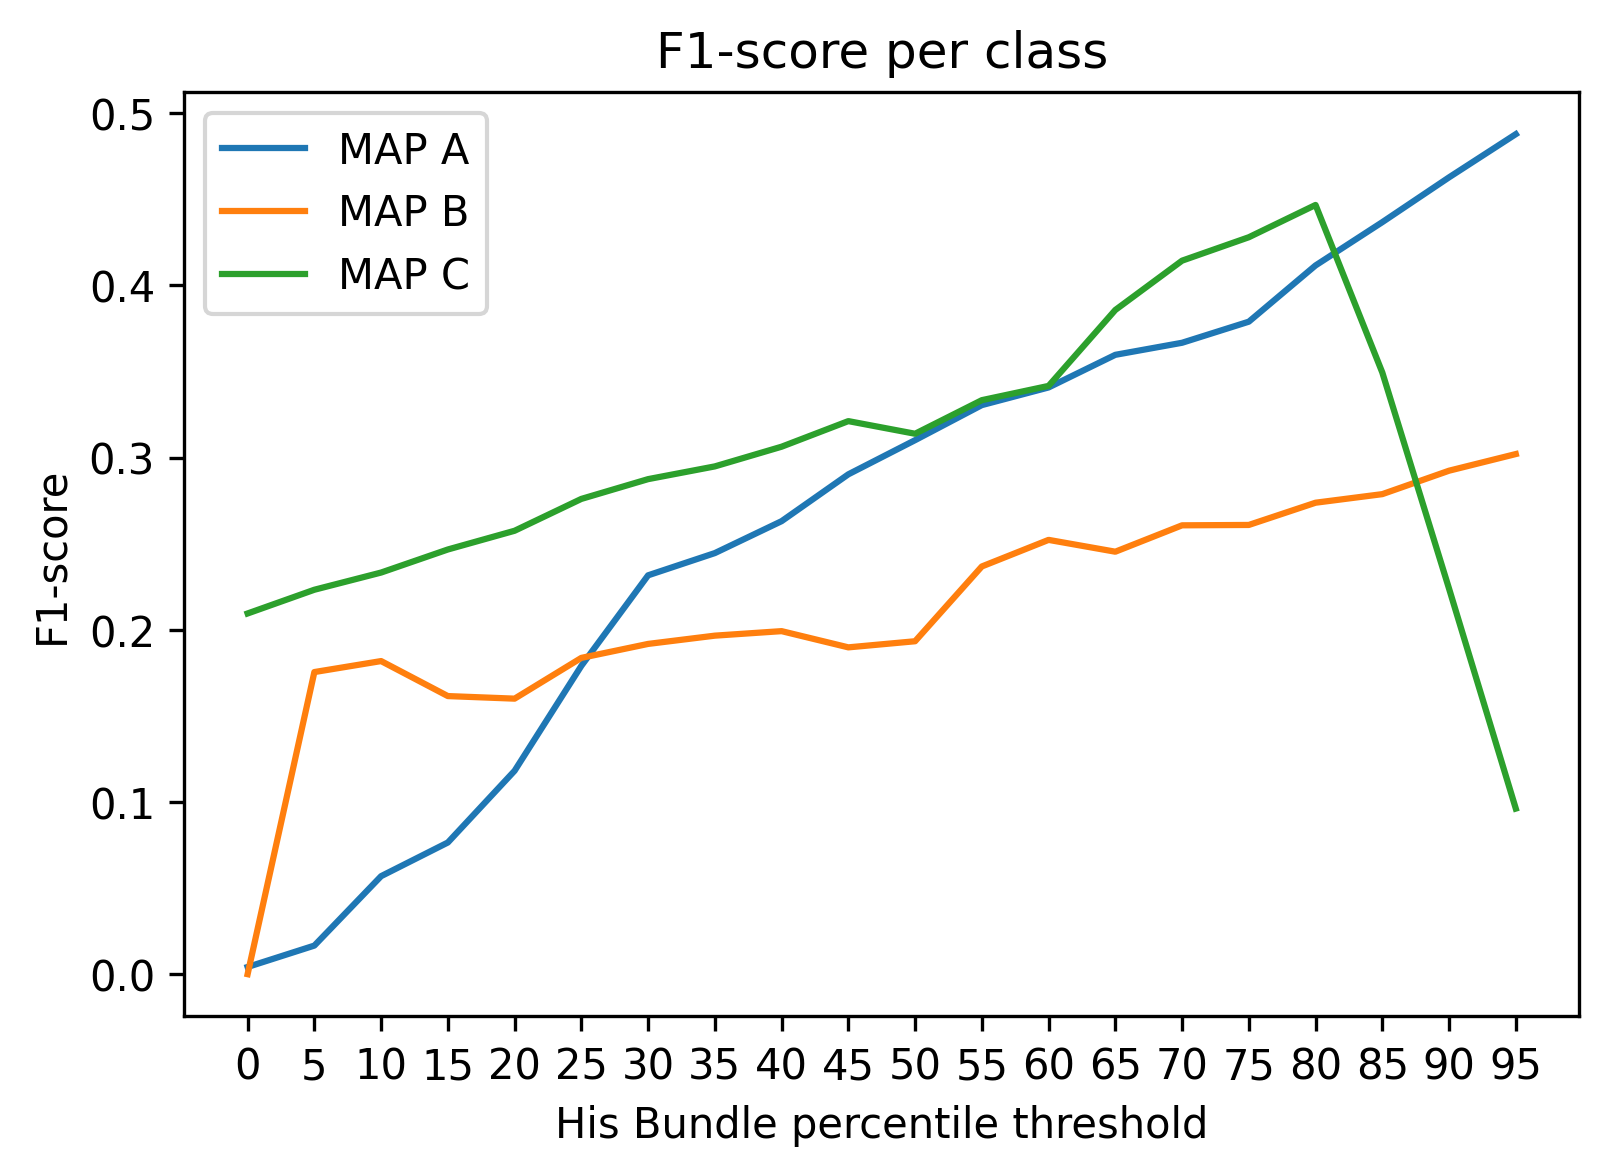 F1-score per class
MAP A
MAP B
MAP C
0.5
0.4
0.3
0.2
0.1
0.0
F1-score
0 5 10 15 20 25 30 35 40 45 50 55 60 65 70 75 80 85 90 95
His Bundle percentile threshold